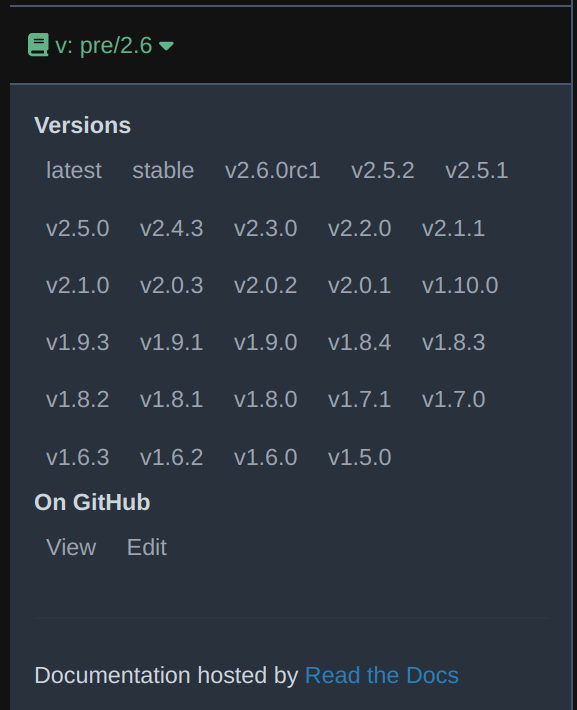 v: pre/2.6
Versions
latest stable v2.6.0rc1 v2.5.2 v2.5.1
v2.5.0 v2.4.3 v2.3.0 v2.2.0 v2.1.1
v2.1.0 v2.0.3 v2.0.2 v2.0.1 v1.10.0
v1.9.3 v1.9.1 v1.9.0 v1.8.4 v1.8.3
v1.8.2 v1.8.1 v1.8.0 v1.7.1 v1.7.0
v1.6.3 v1.6.2 v1.6.0 v1.5.0
On GitHub
View Edit
Documentation hosted by Read the Docs